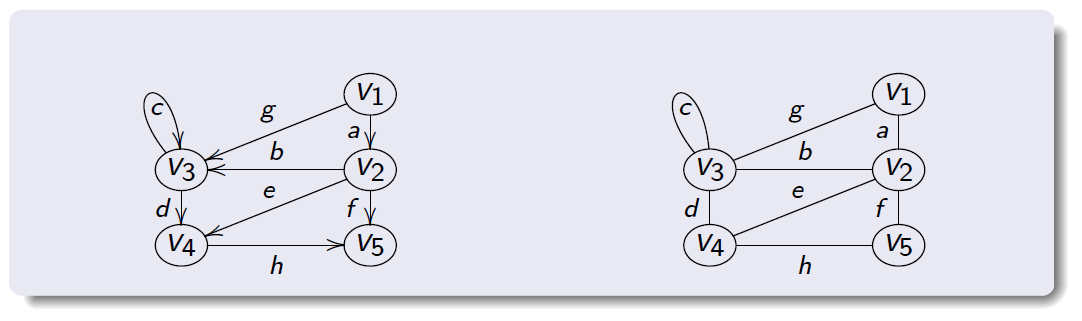 c g v1 c g v1
a a
b b
v3 v2 v3 v2
e e
d f d f
v4 v5 v4 v5
h h